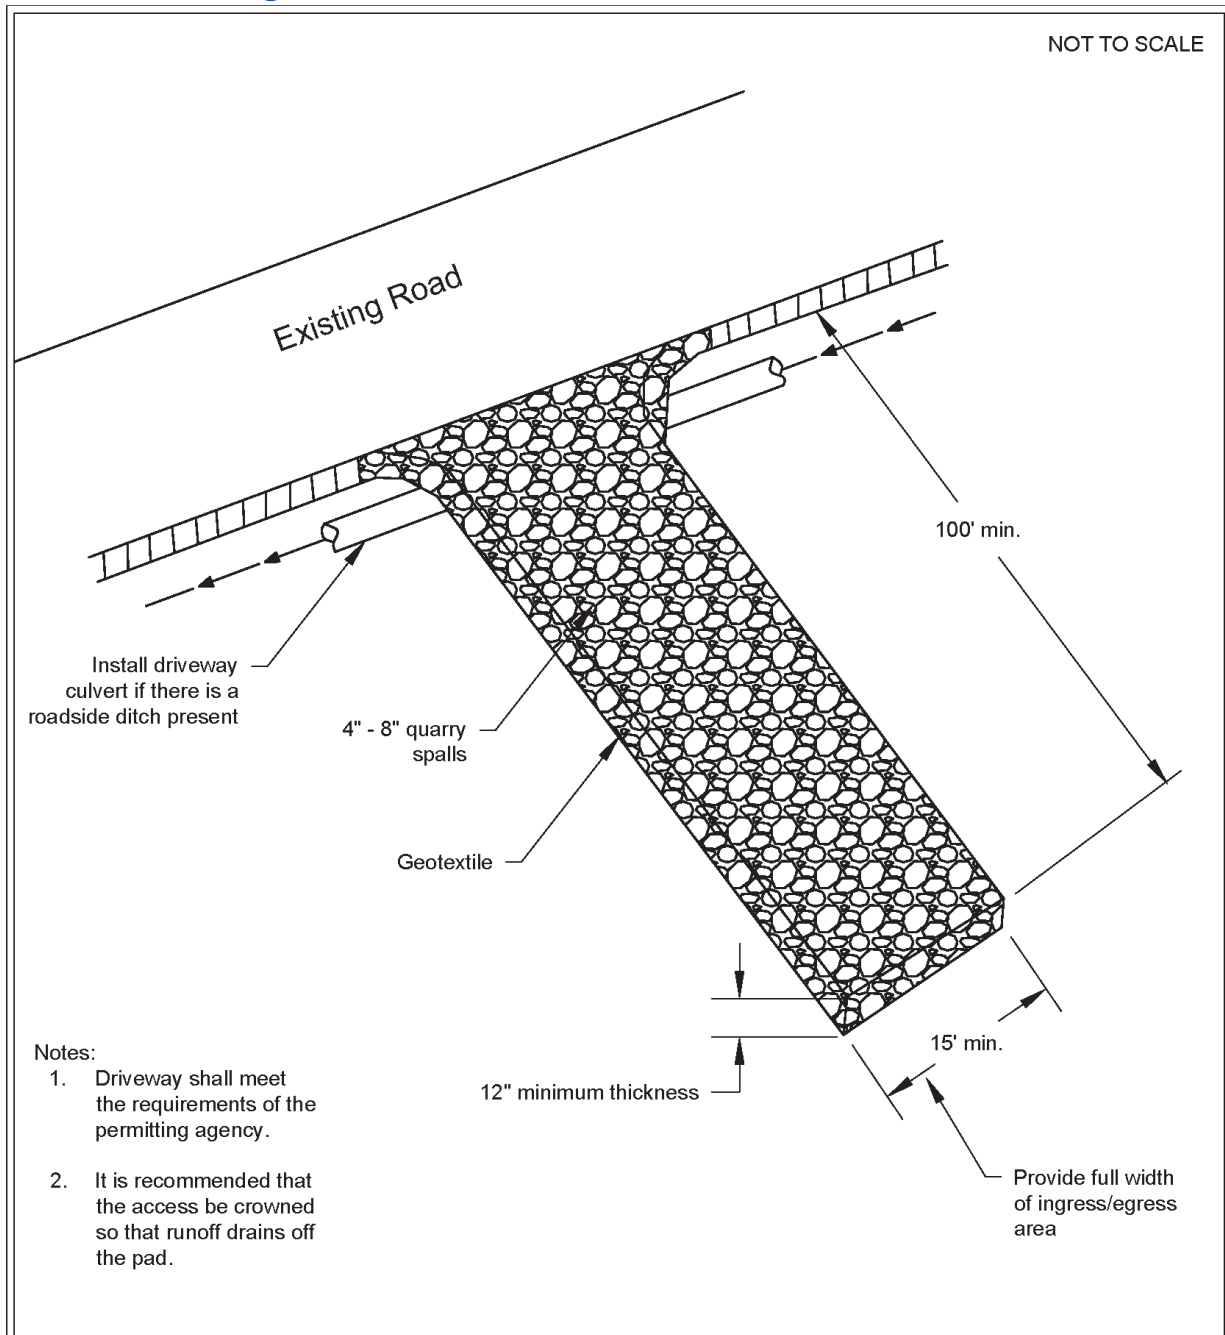 NOT TO SCALE
Existing Road
100' min.
Install driveway
culvert if there is a
roadside ditch present
4" - 8" quarry
spalls
Geotextile
15' min.
12" minimum thickness
Provide full width
of ingress/egress
area
Notes:
1. Driveway shall meet
the requirements of the
permitting agency.
2. It is recommended that
the access be crowned
so that runoff drains off
the pad.